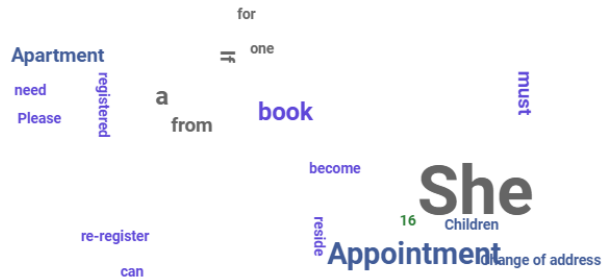 for
If
one
Apartment
need
registered
a
Please
from
book
must
become
She
16
Children
reside
re-register
Appointment
Change of address
can